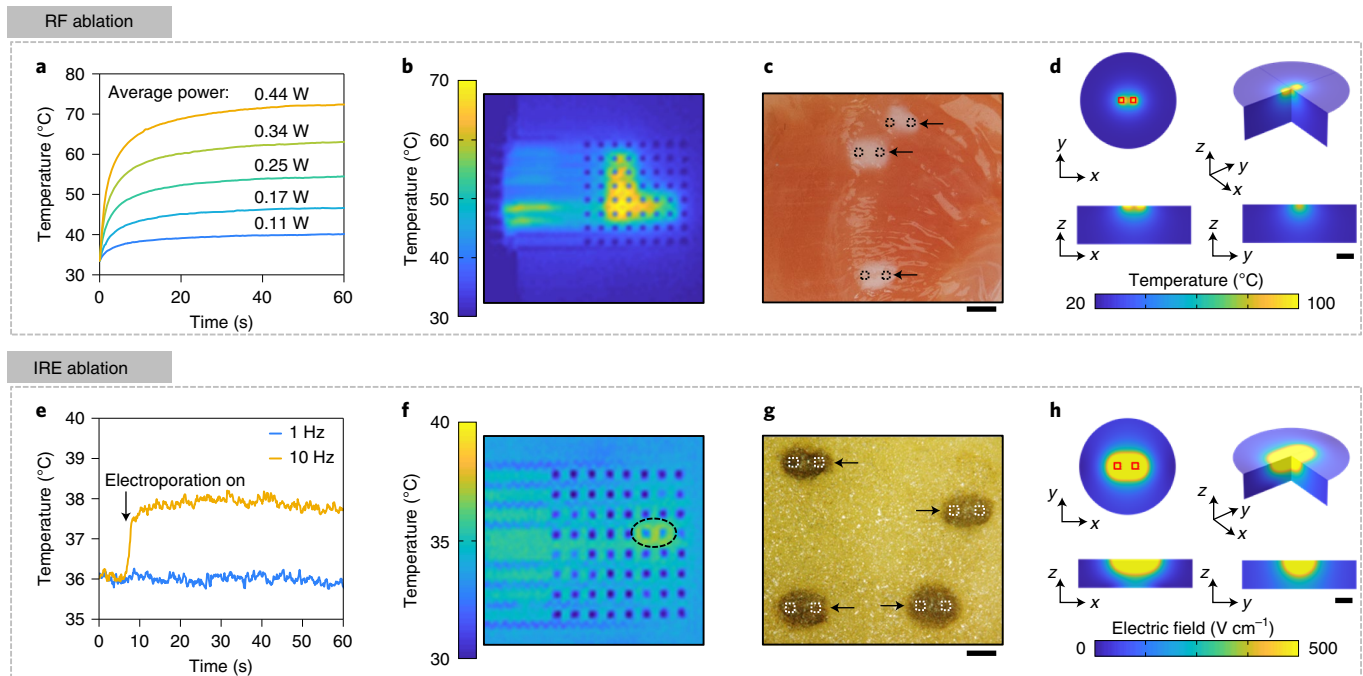 RF ablation
a
Temperature (°C)
80
70
60
50
40
30
Average power:
0.44 W
0.34 W
0.25 W
0.17 W
0.11 W
0
20
40
60
Time (s)
b
Temperature (°C)
70
60
50
40
30
c
d
y
x
z
y
x
z
x
z
y
Temperature (°C)
20
100
IRE ablation
e
Temperature (°C)
40
39
38
37
36
35
1 Hz
10 Hz
Electroporation on
0
10
20
30
40
50
60
Time (s)
f
Temperature (°C)
40
35
30
g
h
y
x
z
y
x
z
x
z
y
Electric field (V cm⁻¹)
0
500